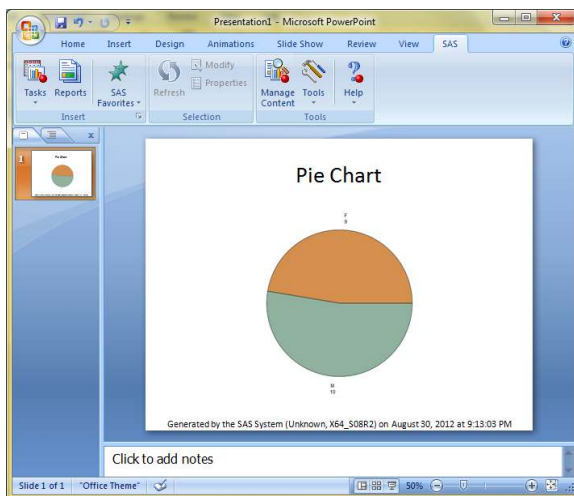 Presentation1 - Microsoft PowerPoint
Home Insert Design Animations Slide Show Review View SAS
Tasks Reports SAS Favorites Refresh Modify Properties Manage Content Tools Help
Insert Selection Tools
1
Pie Chart
Pie Chart
F
9
M
10
Generated by the SAS System (Unknown, X64_S08R2) on August 30, 2012 at 9:13:03 PM
Click to add notes
Slide 1 of 1 "Office Theme" 50%